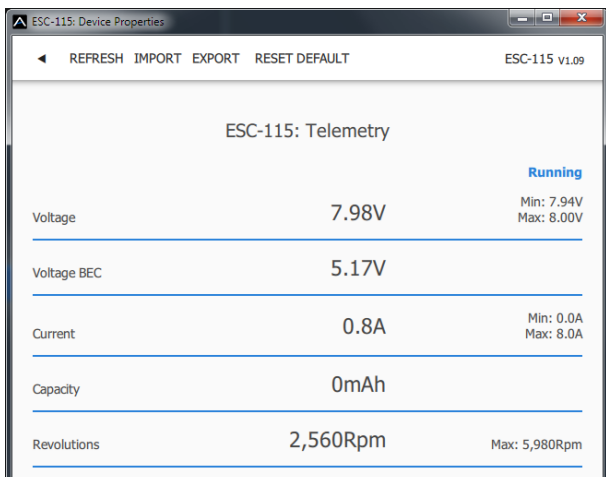 ESC-115: Device Properties
REFRESH IMPORT EXPORT RESET DEFAULT ESC-115 V1.09
ESC-115: Telemetry
Running
Voltage 7.98V Min: 7.94V
Max: 8.00V
Voltage BEC 5.17V
Current 0.8A Min: 0.0A
Max: 8.0A
Capacity 0mAh
Revolutions 2,560Rpm Max: 5,980Rpm